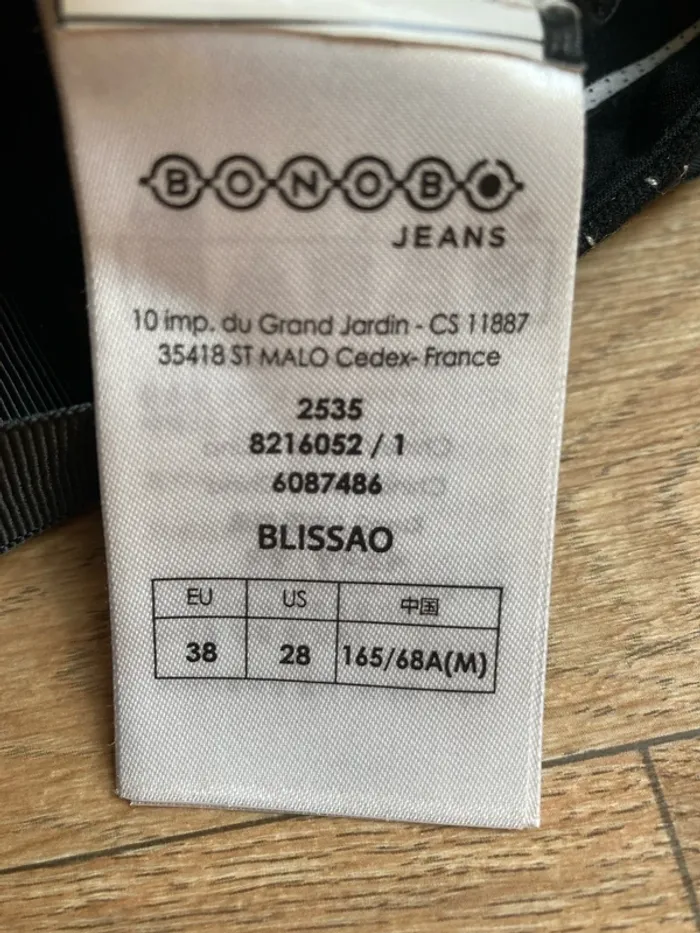 BONOBO
JEANS
10 imp. du Grand Jardin - CS 11887
35418 ST MALO Cedex- France
2535
8216052 / 1
6087486
BLISSAO
EU US 中国
38 28 165/68A(M)